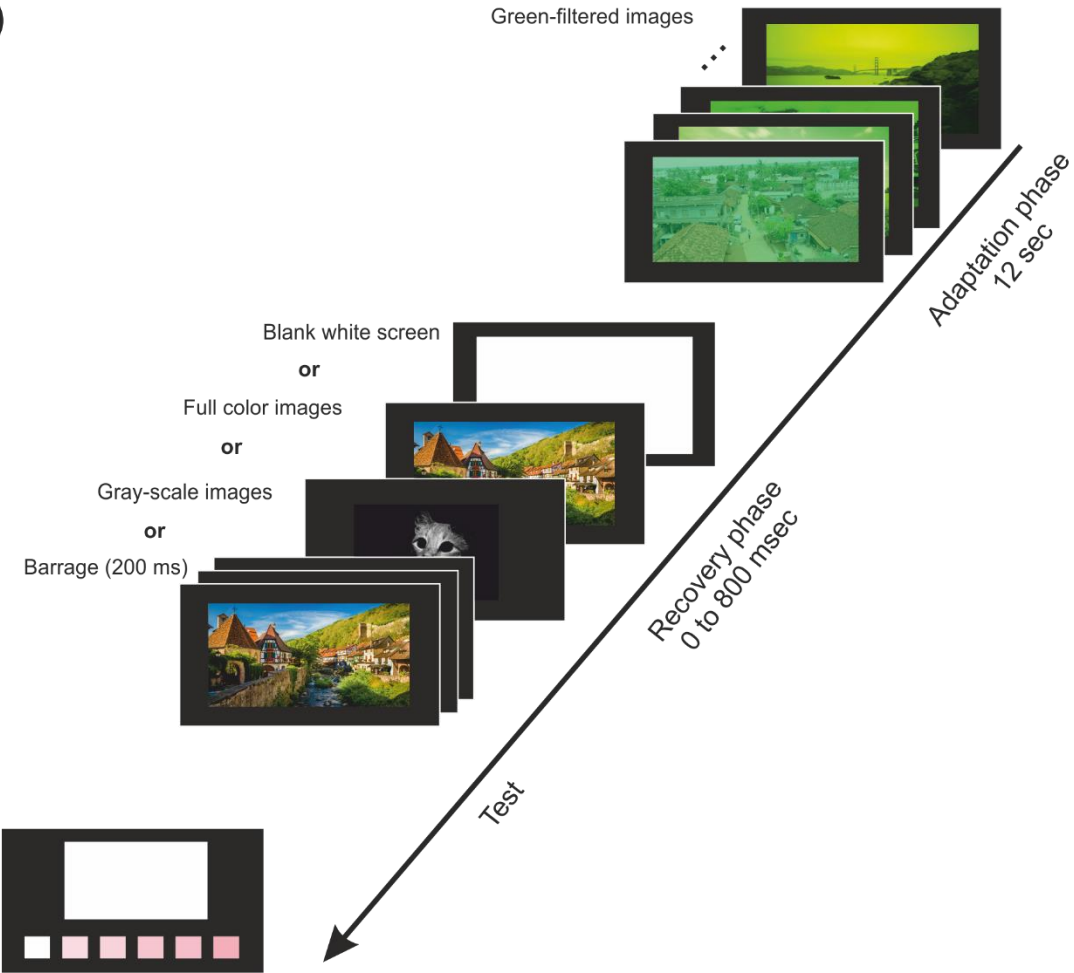 Green-filtered images
Adaptation phase
12 sec
Blank white screen
or
Full color images
or
Gray-scale images
or
Barrage (200 ms)
Recovery phase
0 to 800 msec
Test